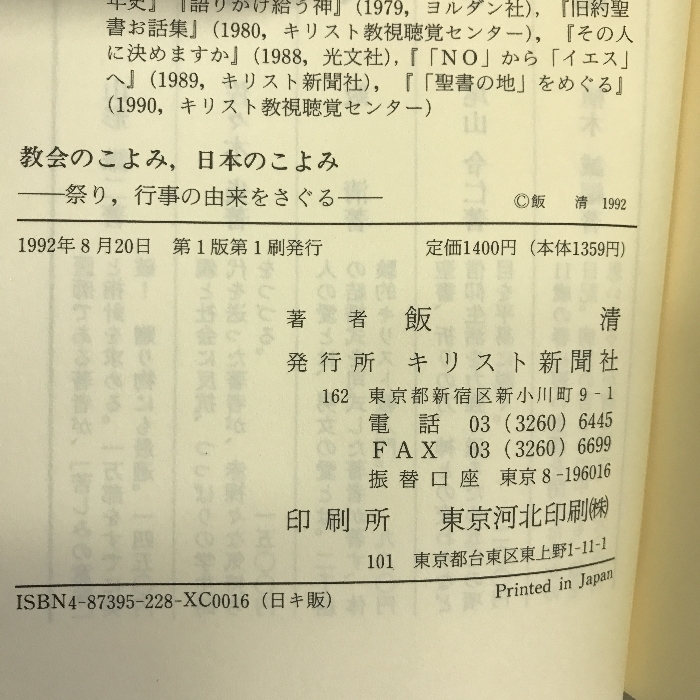 年史』『語りかけ給う神』(1979, ヨルダン社),『旧約聖
書お話集』(1980, キリスト教視聴覚センター),『その人
に決めますか』(1988, 光文社),『「NO」から「イエス」
へ』(1989, キリスト新聞社),『「聖書の地」をめぐる』
(1990, キリスト教視聴覚センター)
教会のこよみ, 日本のこよみ
――祭り, 行事の由来をさぐる――
©飯 清 1992
1992年8月20日 第1版第1刷発行 定価1400円 (本体1359円)
著者 飯 清
発行所 キリスト新聞社
162 東京都新宿区新小川町9-1
電話 03(3260)6445
FAX 03(3260)6699
振替口座 東京8-196016
印刷所 東京河北印刷㈱
101 東京都台東区東上野1-11-1
ISBN4-87395-228-XC0016 (日キ販)
Printed in Japan